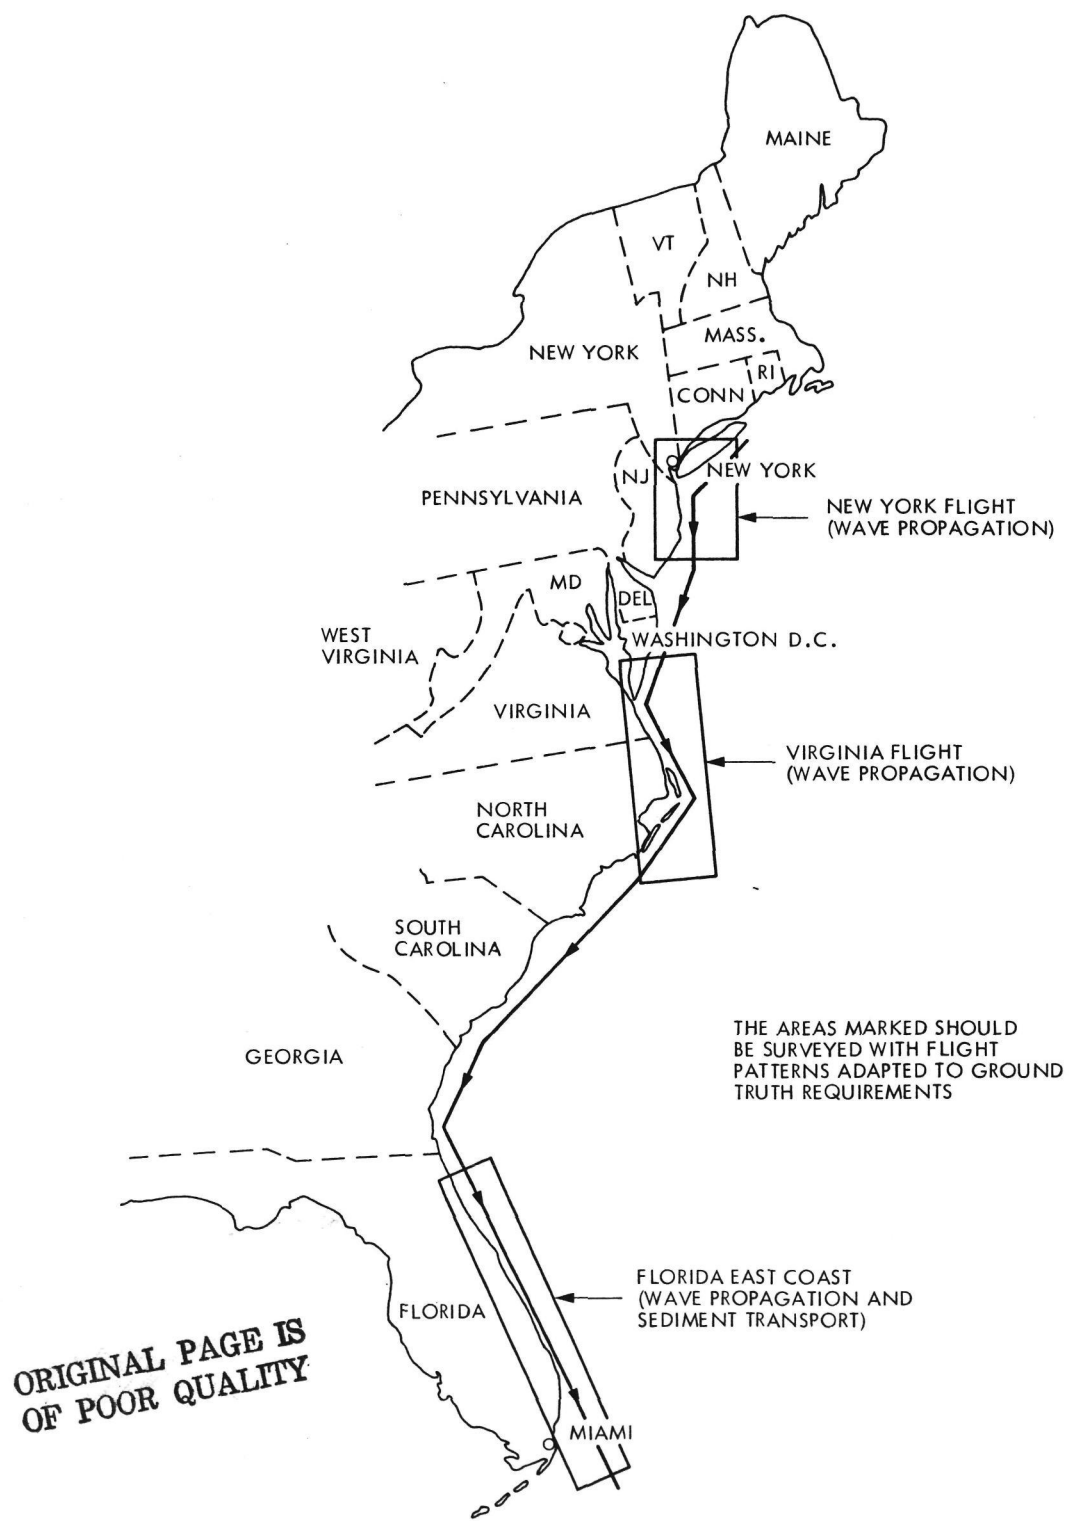 MAINE
VT
NH
NEW YORK
MASS.
RI
CONN
NJ
NEW YORK
PENNSYLVANIA
NEW YORK FLIGHT
(WAVE PROPAGATION)
MD
DEL
WEST
VIRGINIA
WASHINGTON D.C.
VIRGINIA
VIRGINIA FLIGHT
(WAVE PROPAGATION)
NORTH
CAROLINA
SOUTH
CAROLINA
THE AREAS MARKED SHOULD
BE SURVEYED WITH FLIGHT
PATTERNS ADAPTED TO GROUND
TRUTH REQUIREMENTS
GEORGIA
FLORIDA EAST COAST
(WAVE PROPAGATION AND
SEDIMENT TRANSPORT)
FLORIDA
ORIGINAL PAGE IS
OF POOR QUALITY
MIAMI